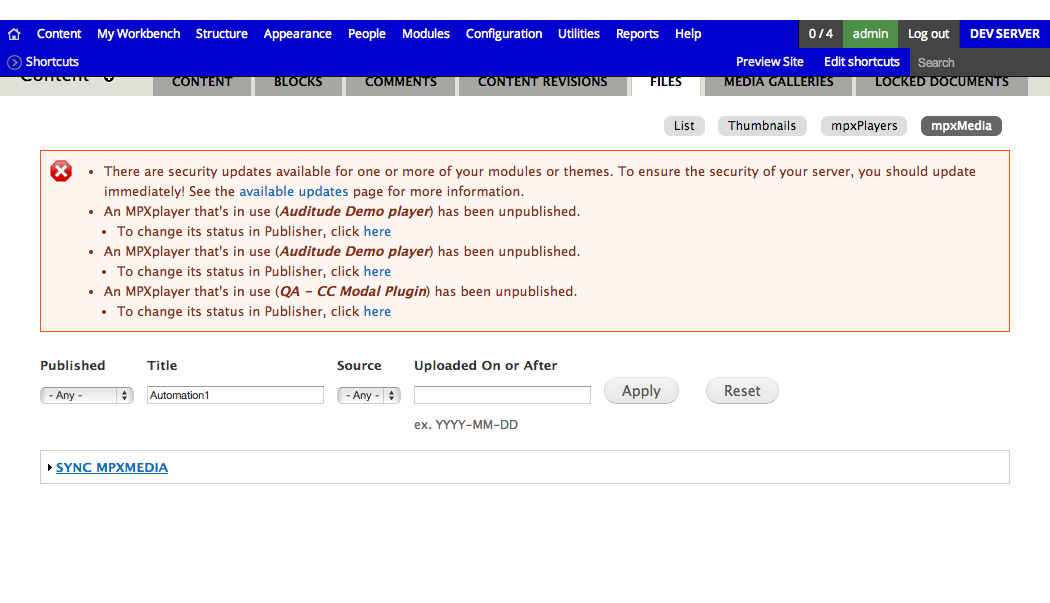 Content My Workbench Structure Appearance People Modules Configuration Utilities Reports Help 0 / 4 admin Log out DEV SERVER
Shortcuts Preview Site Edit shortcuts Search
Content CONTENT BLOCKS COMMENTS CONTENT REVISIONS FILES MEDIA GALLERIES LOCKED DOCUMENTS
List Thumbnails mpxPlayers mpxMedia
• There are security updates available for one or more of your modules or themes. To ensure the security of your server, you should update
immediately! See the available updates page for more information.
• An MPXplayer that's in use (Auditude Demo player) has been unpublished.
• To change its status in Publisher, click here
• An MPXplayer that's in use (Auditude Demo player) has been unpublished.
• To change its status in Publisher, click here
• An MPXplayer that's in use (QA - CC Modal Plugin) has been unpublished.
• To change its status in Publisher, click here
Published Title Source Uploaded On or After
- Any - Automation1 - Any - Apply Reset
ex. YYYY-MM-DD
SYNC MPXMEDIA